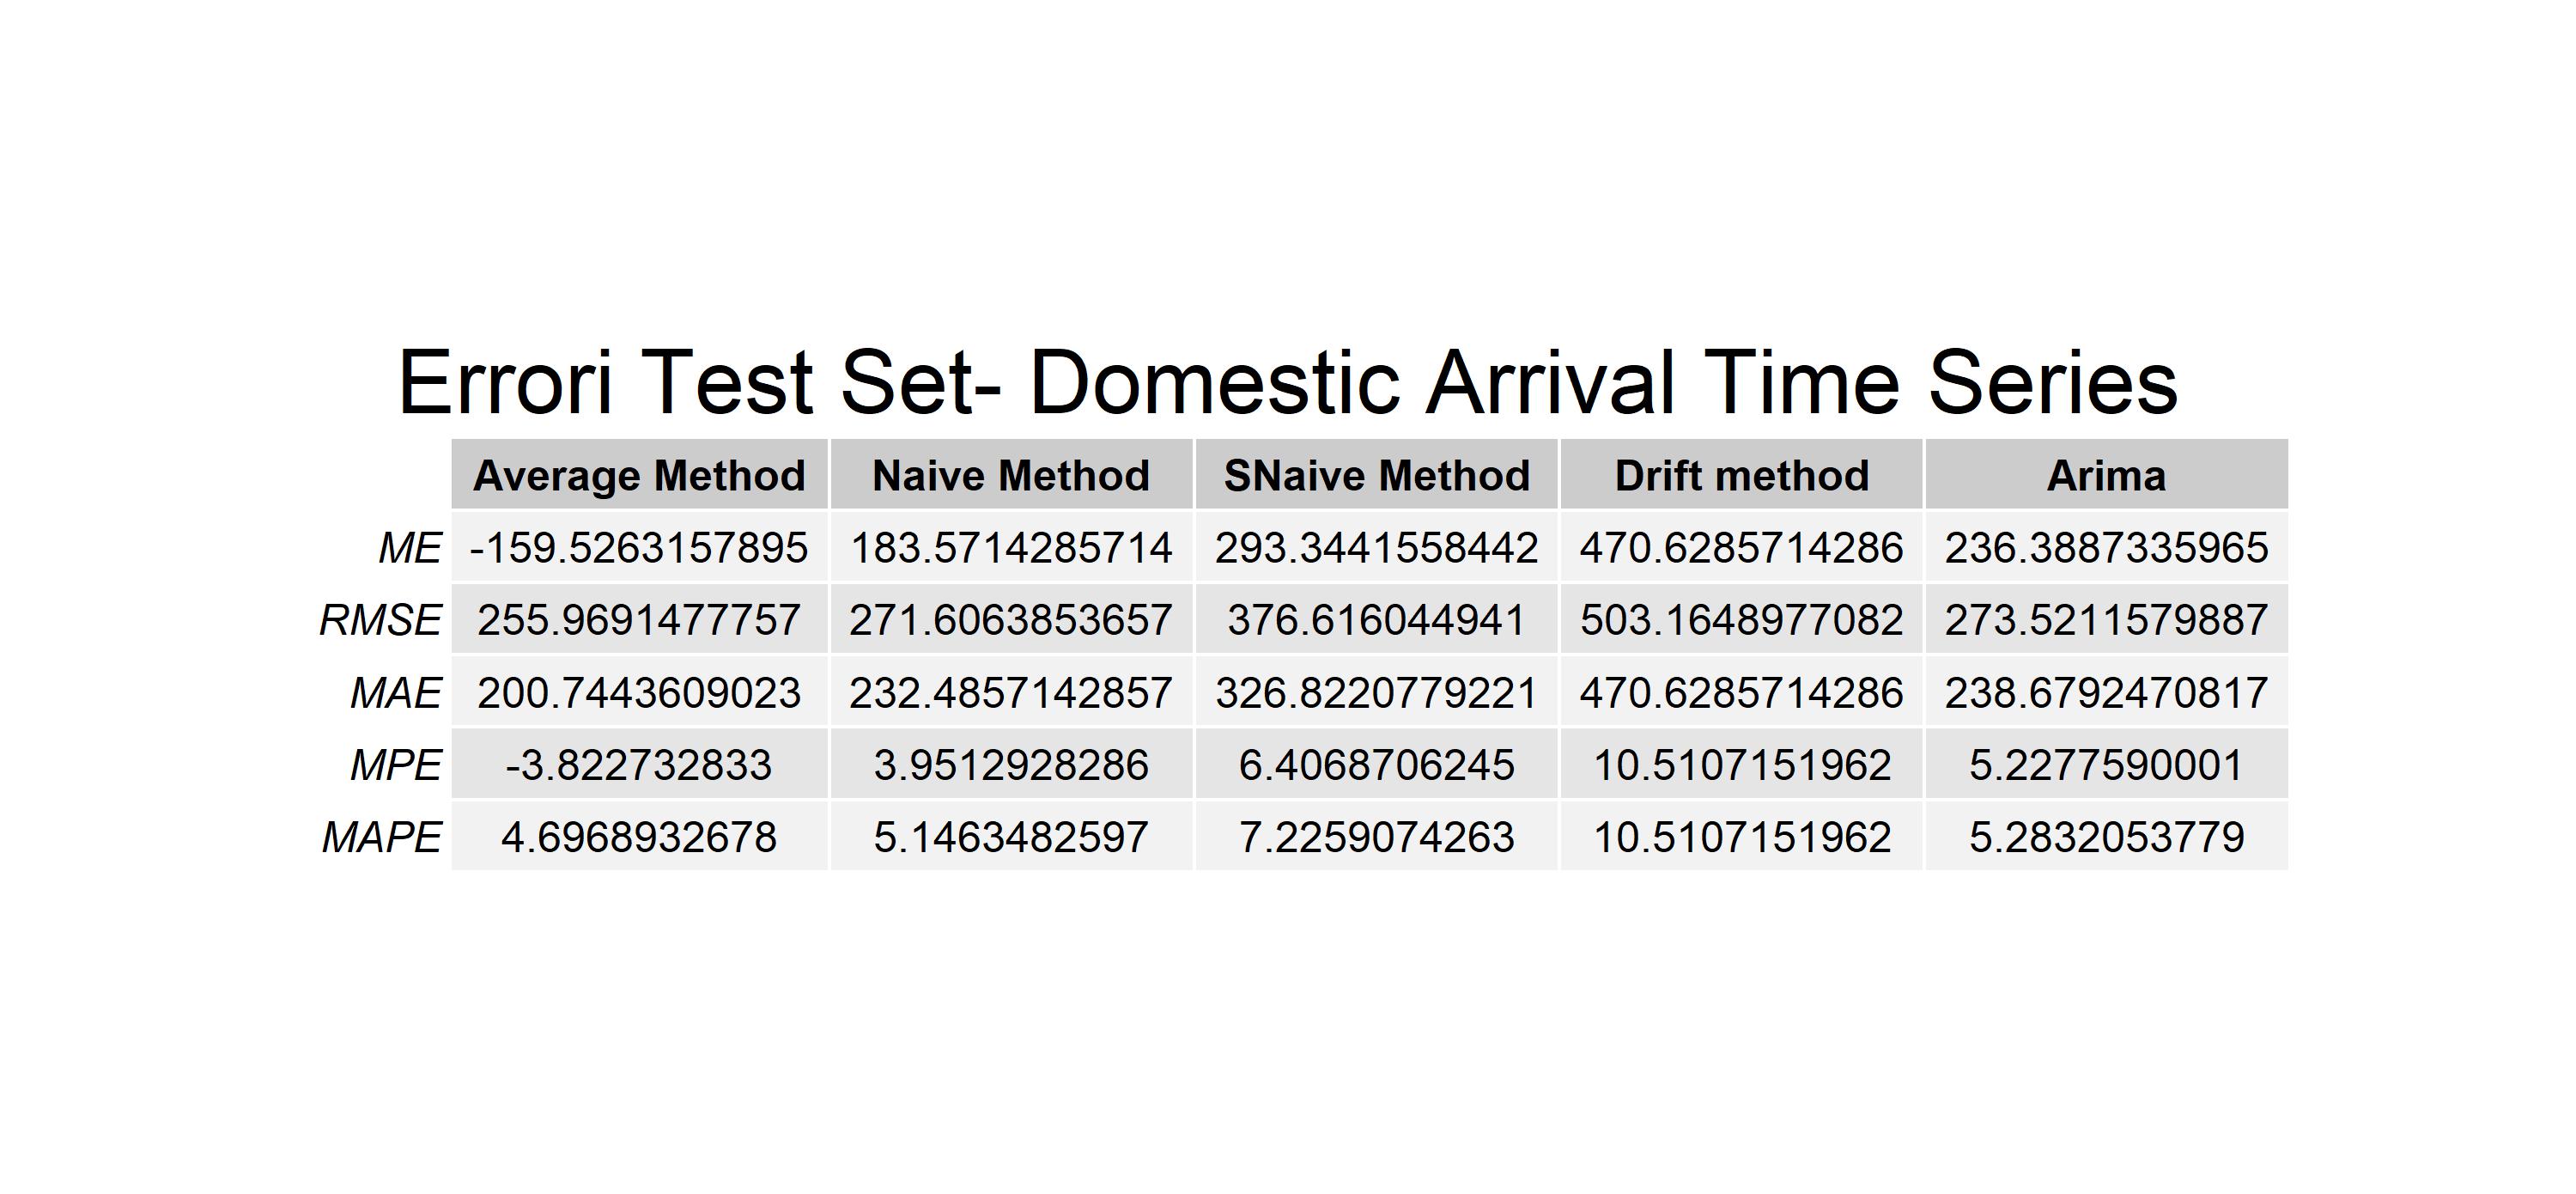 Errori Test Set- Domestic Arrival Time Series
Average Method Naive Method SNaive Method Drift method Arima
ME -159.5263157895 183.5714285714 293.3441558442 470.6285714286 236.3887335965
RMSE 255.9691477757 271.6063853657 376.616044941 503.1648977082 273.5211579887
MAE 200.7443609023 232.4857142857 326.8220779221 470.6285714286 238.6792470817
MPE -3.822732833 3.9512928286 6.4068706245 10.5107151962 5.2277590001
MAPE 4.6968932678 5.1463482597 7.2259074263 10.5107151962 5.2832053779